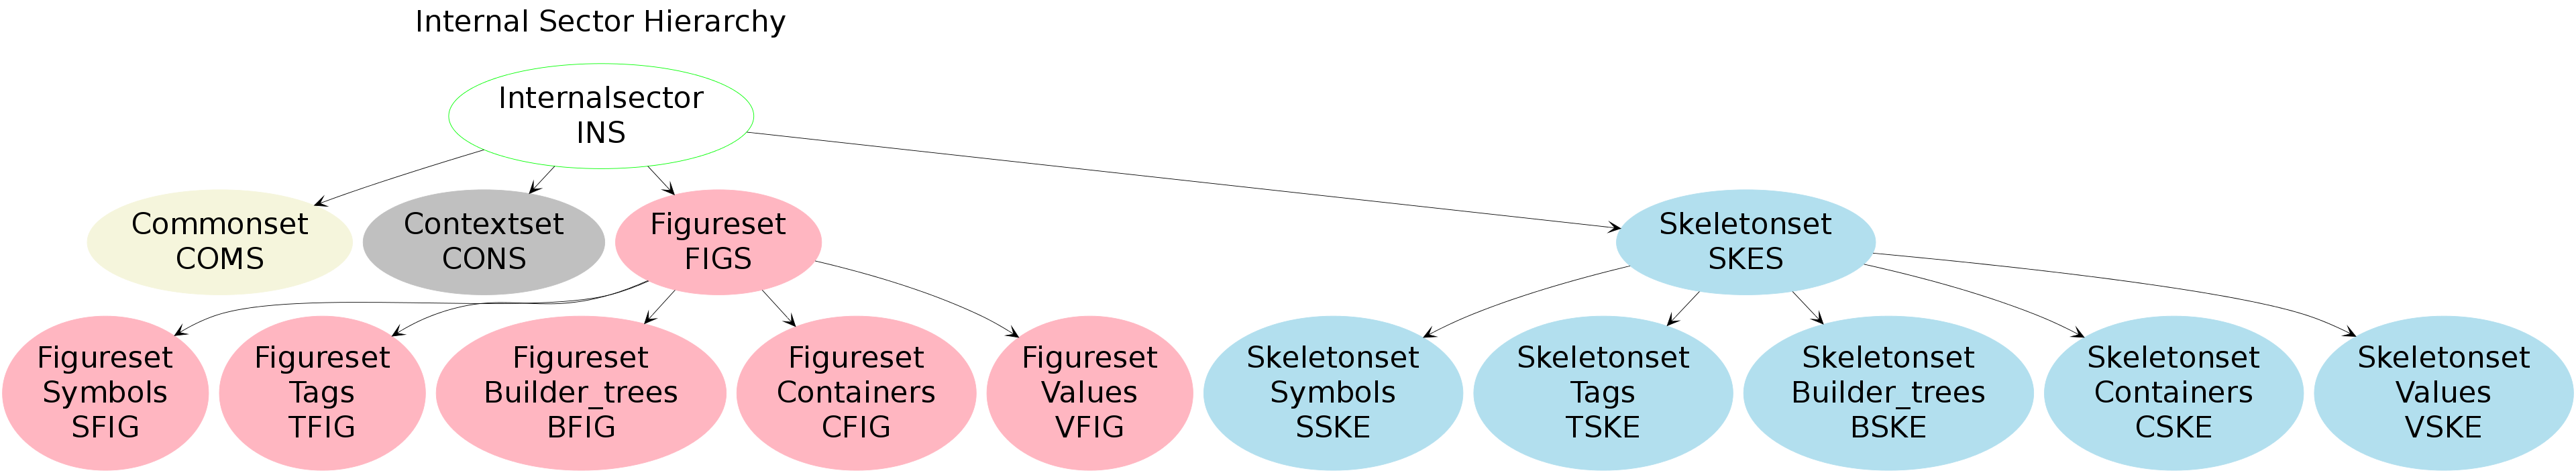 Internal Sector Hierarchy
Internalsector
INS
Commonset
COMS
Contextset
CONS
Figureset
FIGS
Skeletonset
SKES
Figureset
Symbols
SFIG
Figureset
Tags
TFIG
Figureset
Builder_trees
BFIG
Figureset
Containers
CFIG
Figureset
Values
VFIG
Skeletonset
Symbols
SSKE
Skeletonset
Tags
TSKE
Skeletonset
Builder_trees
BSKE
Skeletonset
Containers
CSKE
Skeletonset
Values
VSKE